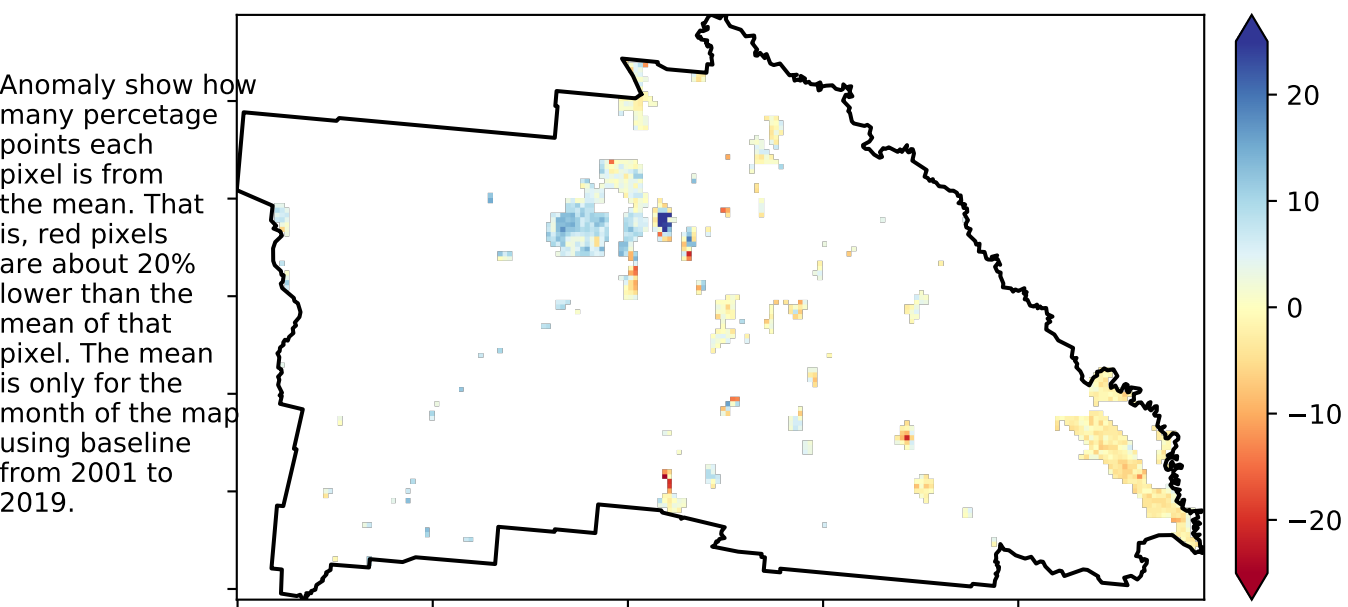 Anomaly show how
many percetage
points each
pixel is from
the mean. That
is, red pixels
are about 20%
lower than the
mean of that
pixel. The mean
is only for the
month of the map
using baseline
from 2001 to
2019.
20
10
0
−10
−20